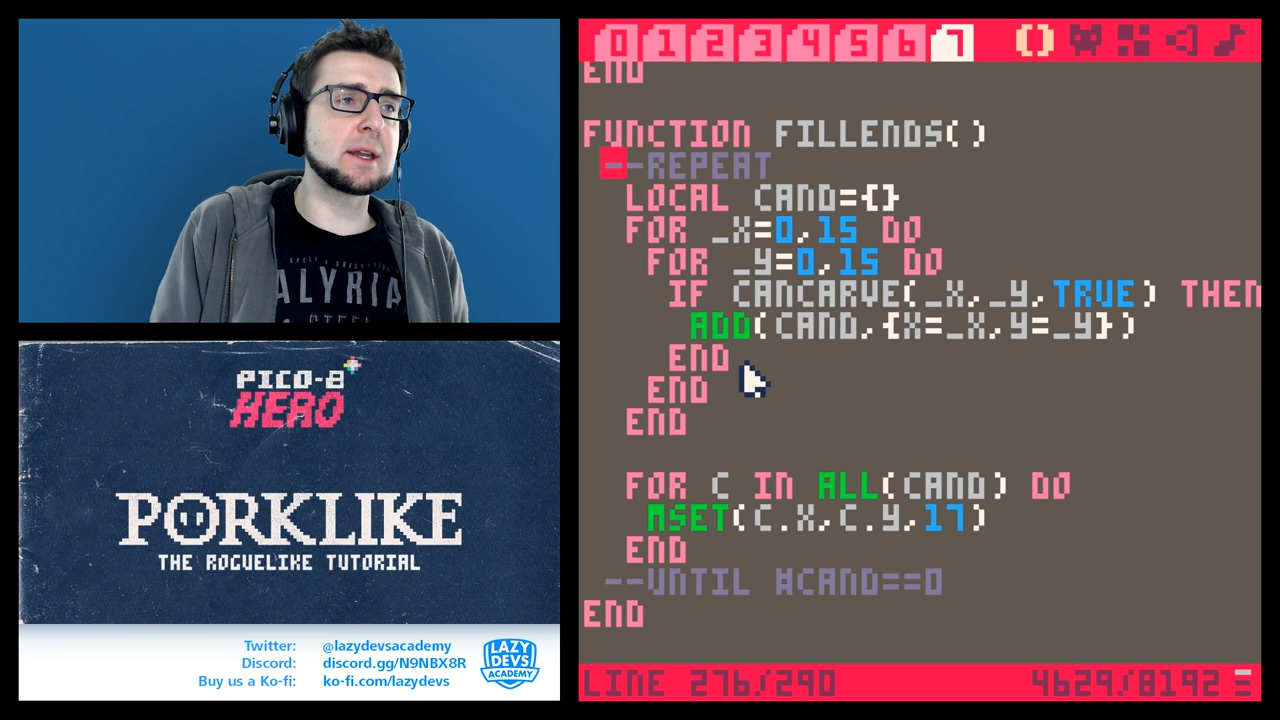 ALYRIA
PICO-8
HERO
PORKLIKE
THE ROGUELIKE TUTORIAL
Twitter: @lazydevsacademy
Discord: discord.gg/N9NBX8R
Buy us a Ko-fi: ko-fi.com/lazydevs
LAZY
DEVS
ACADEMY
0 1 2 3 4 5 6 7 ()
END
FUNCTION FILLENDS()
--REPEAT
LOCAL CAND={}
FOR _X=0,15 DO
FOR _Y=0,15 DO
IF CANCARVE(_X,_Y,TRUE) THEN
ADD(CAND,{X=_X,Y=_Y})
END
END
END
FOR C IN ALL(CAND) DO
MSET(C.X,C.Y,17)
END
--UNTIL #CAND==0
END
LINE 276/290 4629/8192